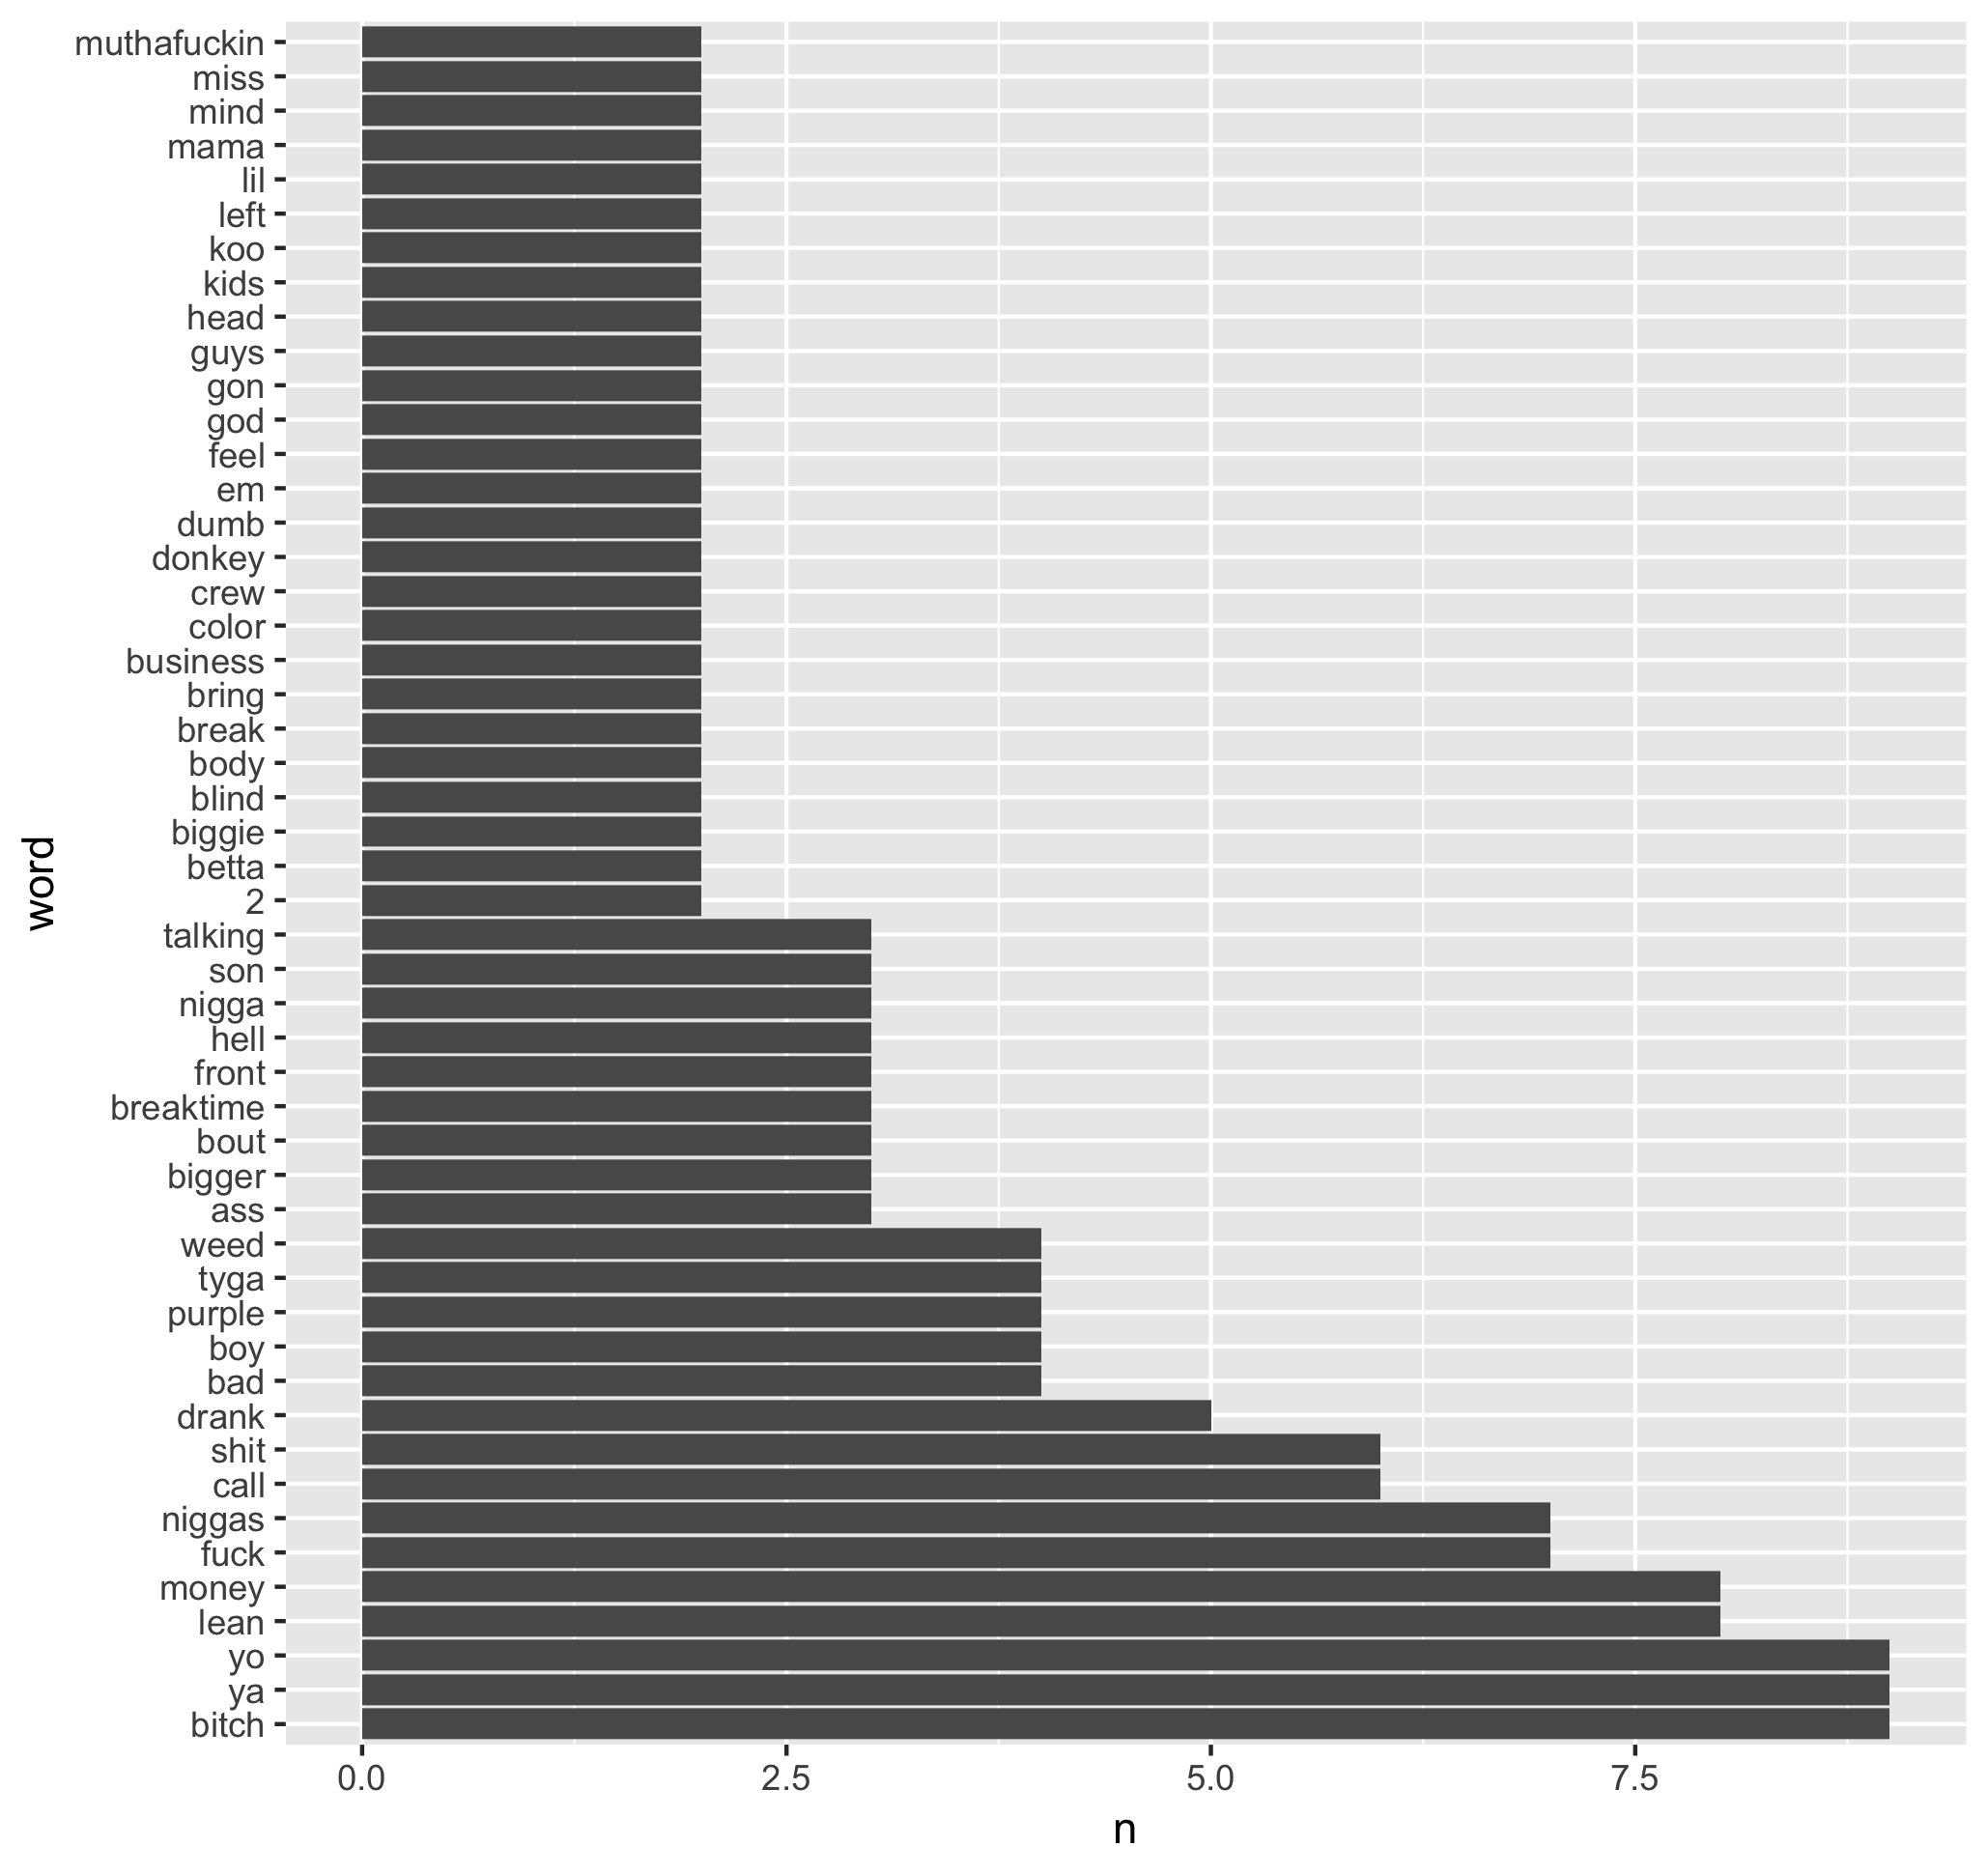 muthafuckin
miss
mind
mama
lil
left
koo
kids
head
guys
gon
god
feel
em
dumb
donkey
crew
color
business
bring
break
body
blind
biggie
betta
2
talking
son
nigga
hell
front
breaktime
bout
bigger
ass
weed
tyga
purple
boy
bad
drank
shit
call
niggas
fuck
money
lean
yo
ya
bitch
word
0.0 2.5 5.0 7.5
n